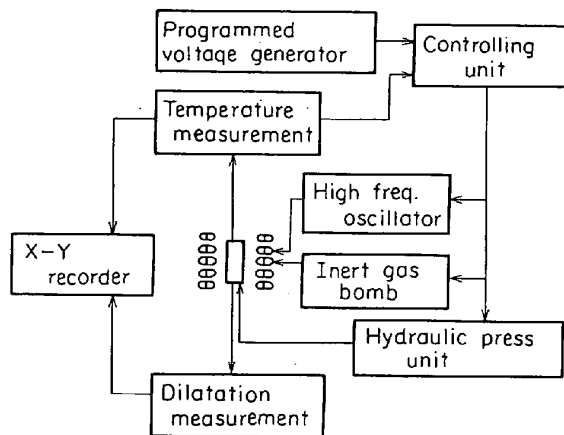 Programmed
voltage generator
Controlling
unit
Temperature
measurement
High freq.
oscillator
X-Y
recorder
Inert gas
bomb
Hydraulic press
unit
Dilatation
measurement